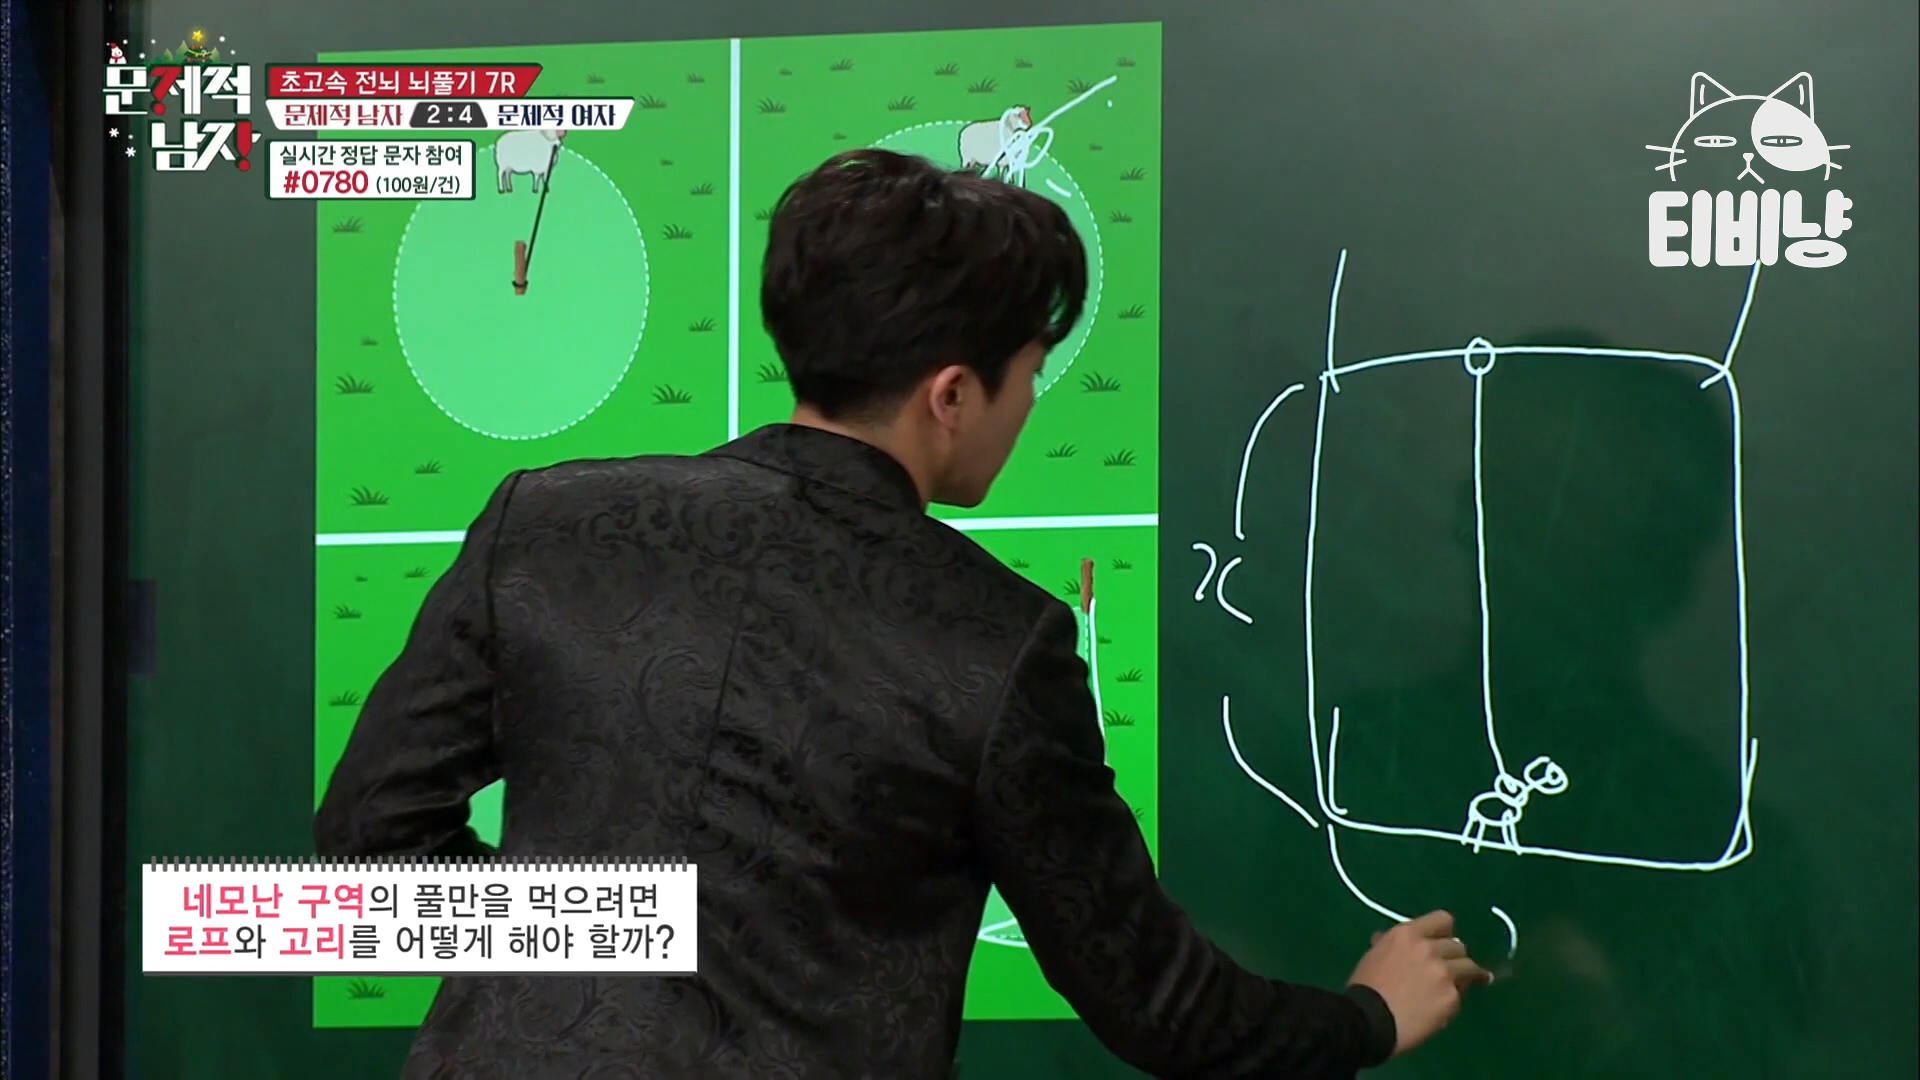 문제적
남자
초고속 전뇌 뇌풀기 7R
문제적 남자 2:4 문제적 여자
실시간 정답 문자 참여
#0780 (100원/건)
티비냥
x
네모난 구역의 풀만을 먹으려면
로프와 고리를 어떻게 해야 할까?